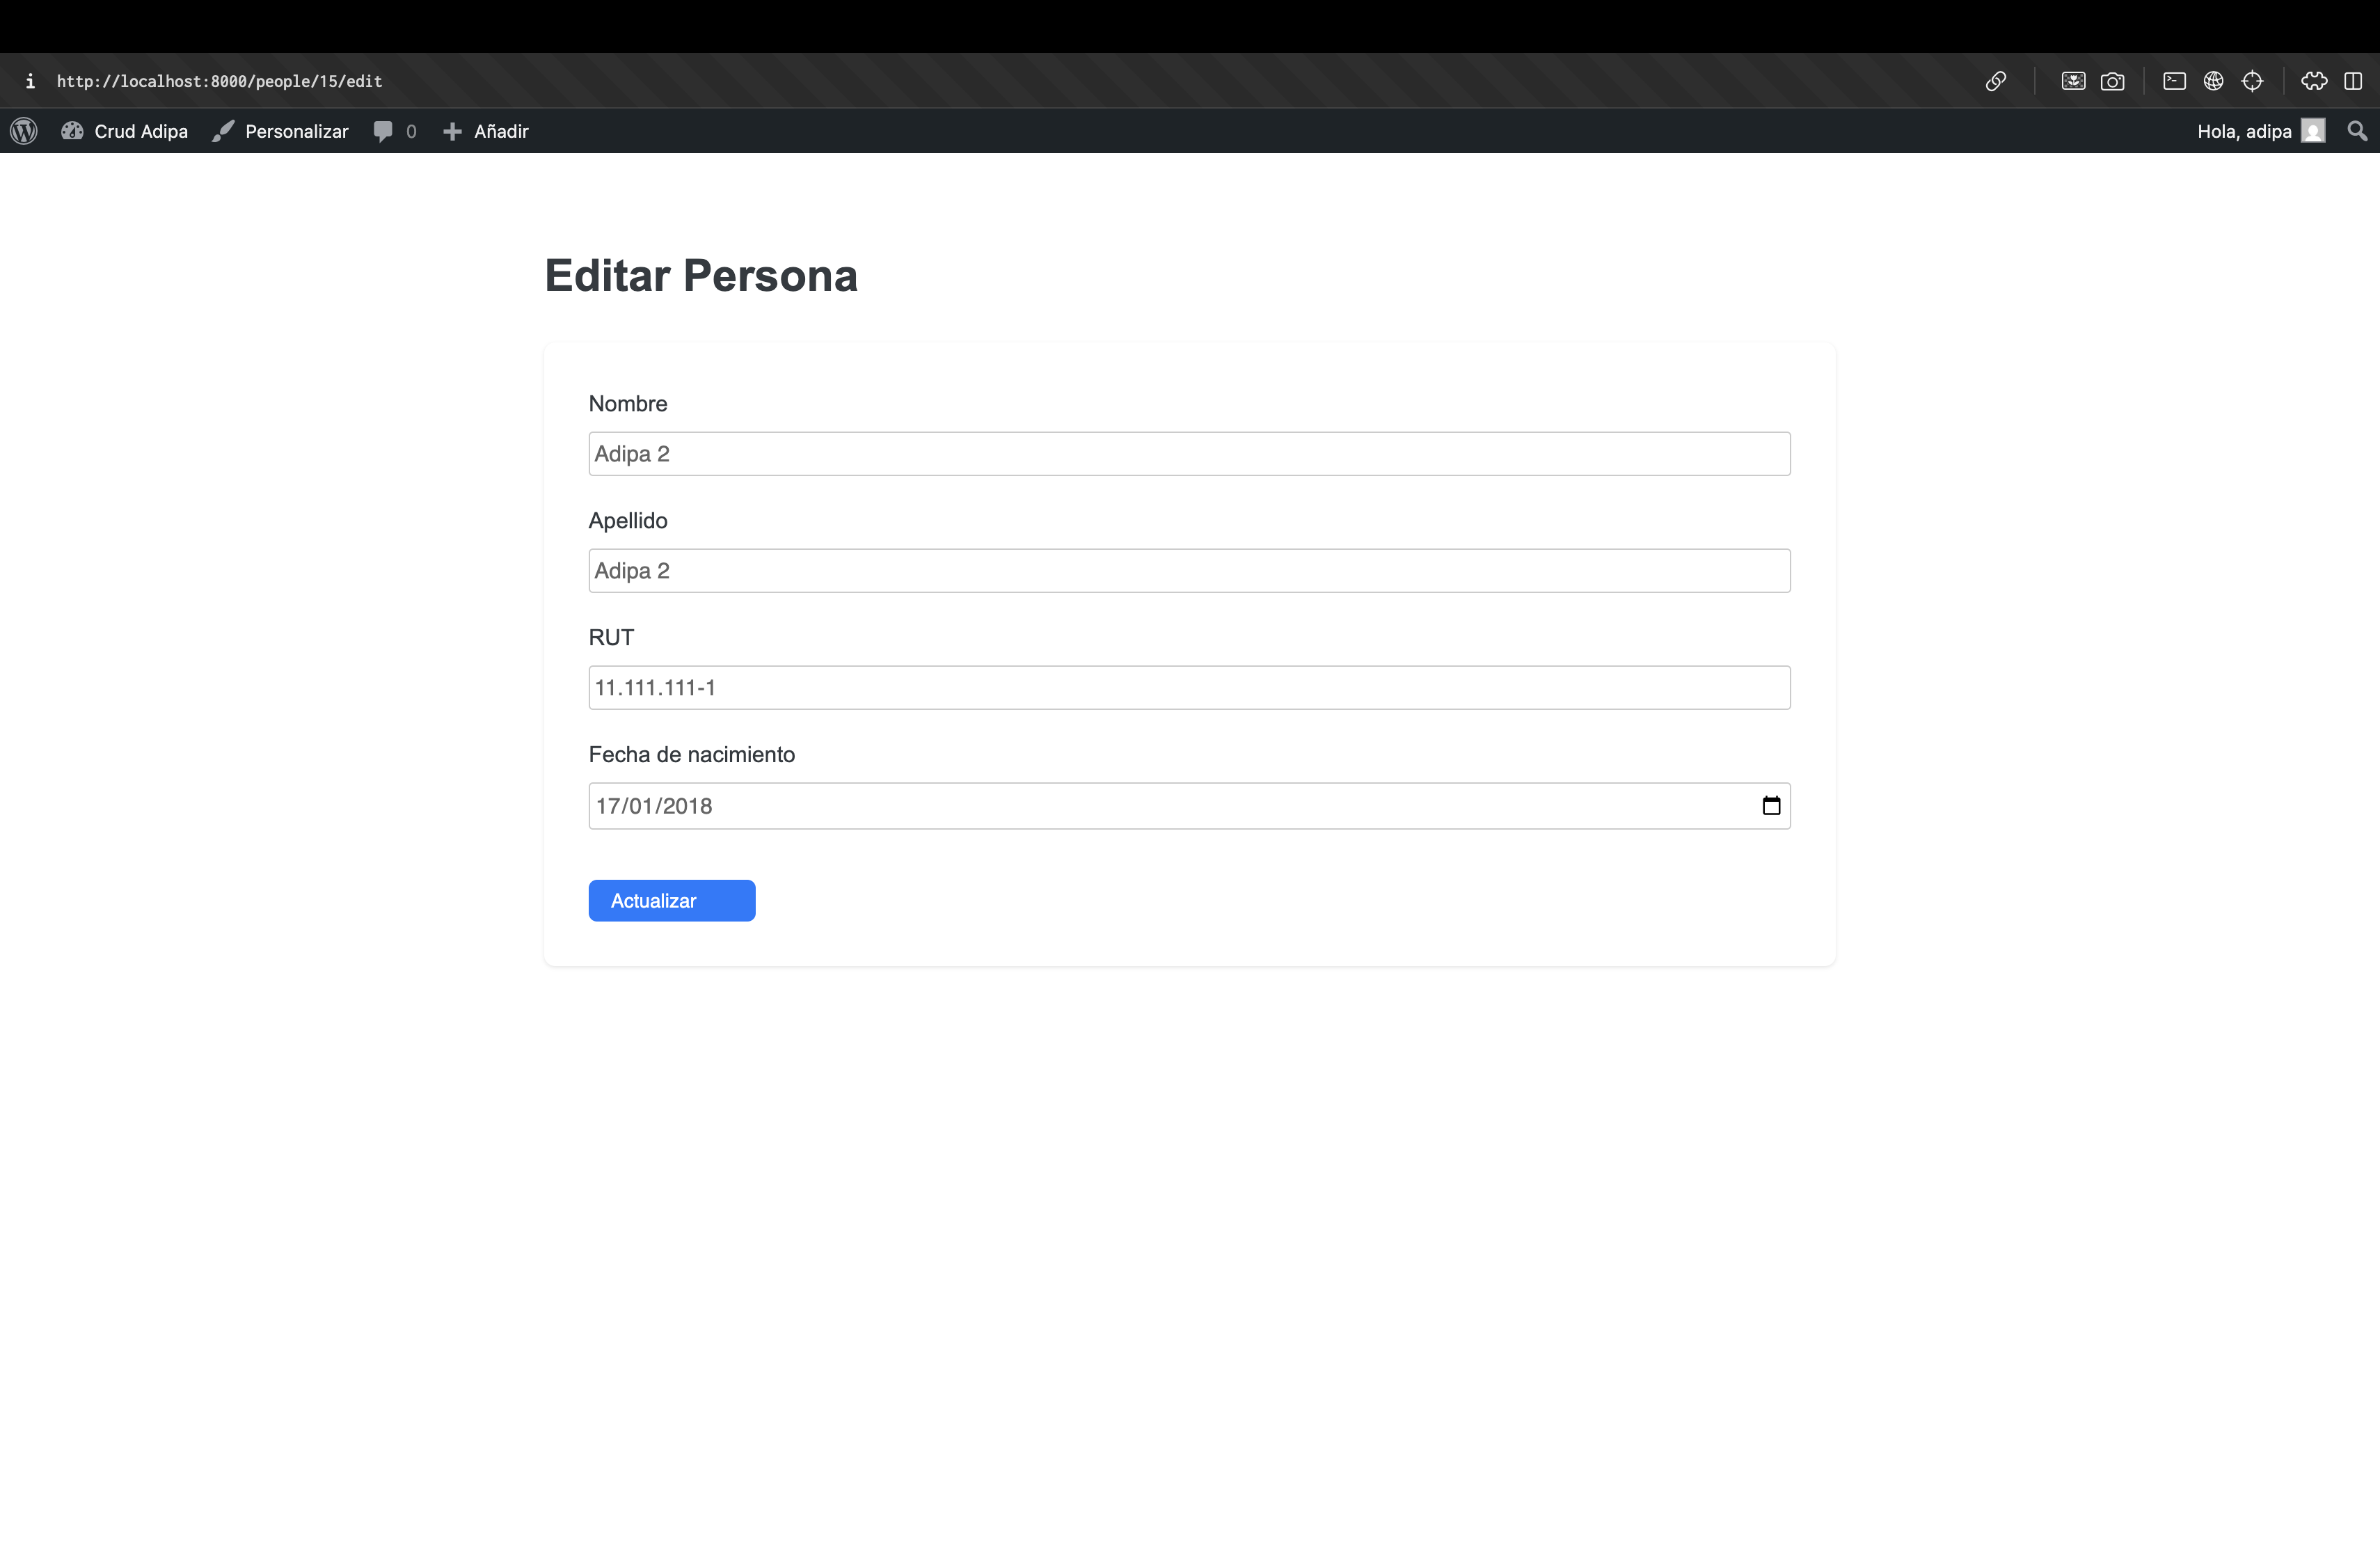 http://localhost:8000/people/15/edit
Crud Adipa Personalizar 0 Añadir Hola, adipa
Editar Persona
Nombre
Adipa 2
Apellido
Adipa 2
RUT
11.111.111-1
Fecha de nacimiento
17/01/2018
Actualizar